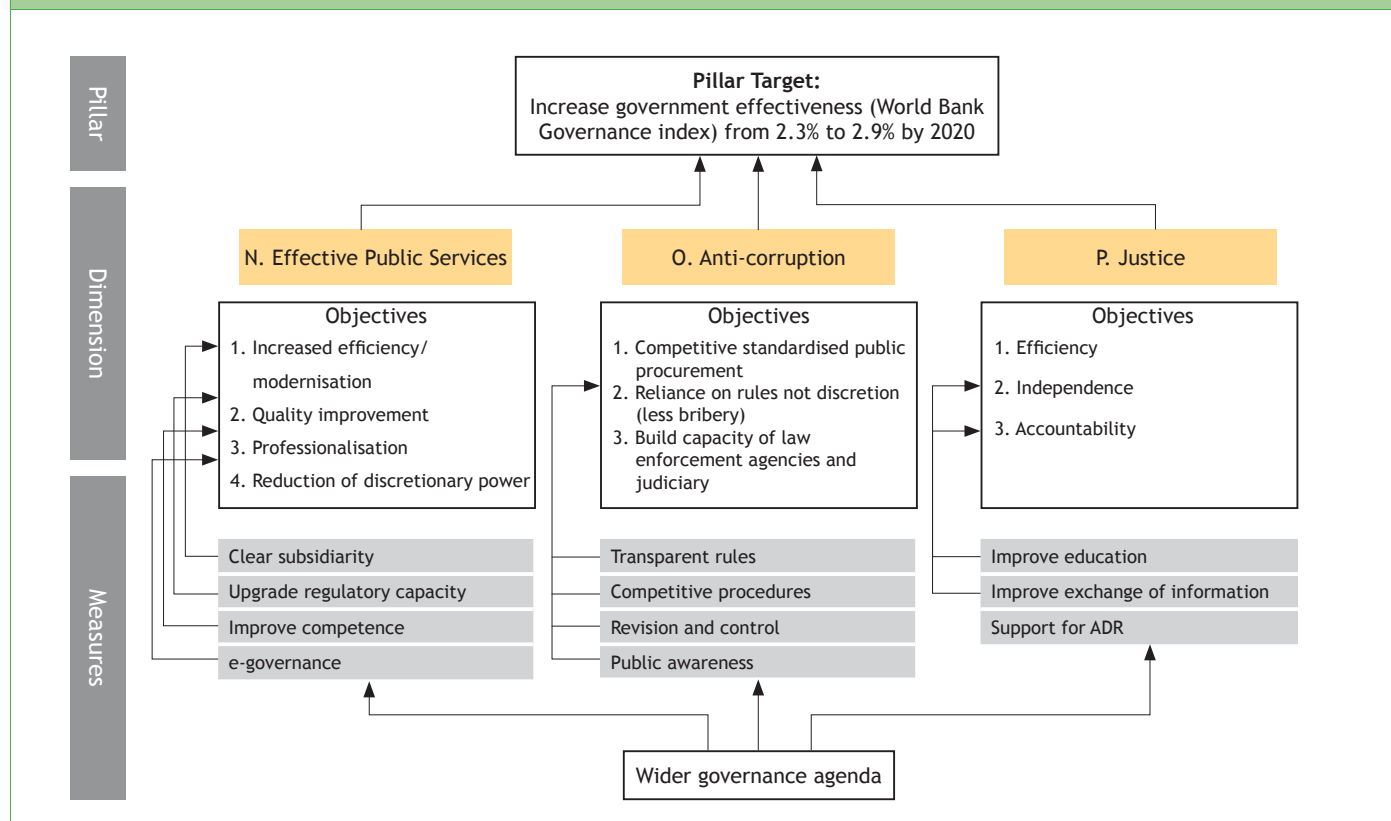 Pillar
Pillar Target:
Increase government effectiveness (World Bank
Governance index) from 2.3% to 2.9% by 2020
Dimension
N. Effective Public Services
Objectives
1. Increased efficiency/
modernisation
2. Quality improvement
3. Professionalisation
4. Reduction of discretionary power
O. Anti-corruption
Objectives
1. Competitive standardised public
procurement
2. Reliance on rules not discretion
(less bribery)
3. Build capacity of law
enforcement agencies and
judiciary
P. Justice
Objectives
1. Efficiency
2. Independence
3. Accountability
Measures
Clear subsidiarity
Upgrade regulatory capacity
Improve competence
e-governance
Transparent rules
Competitive procedures
Revision and control
Public awareness
Improve education
Improve exchange of information
Support for ADR
Wider governance agenda